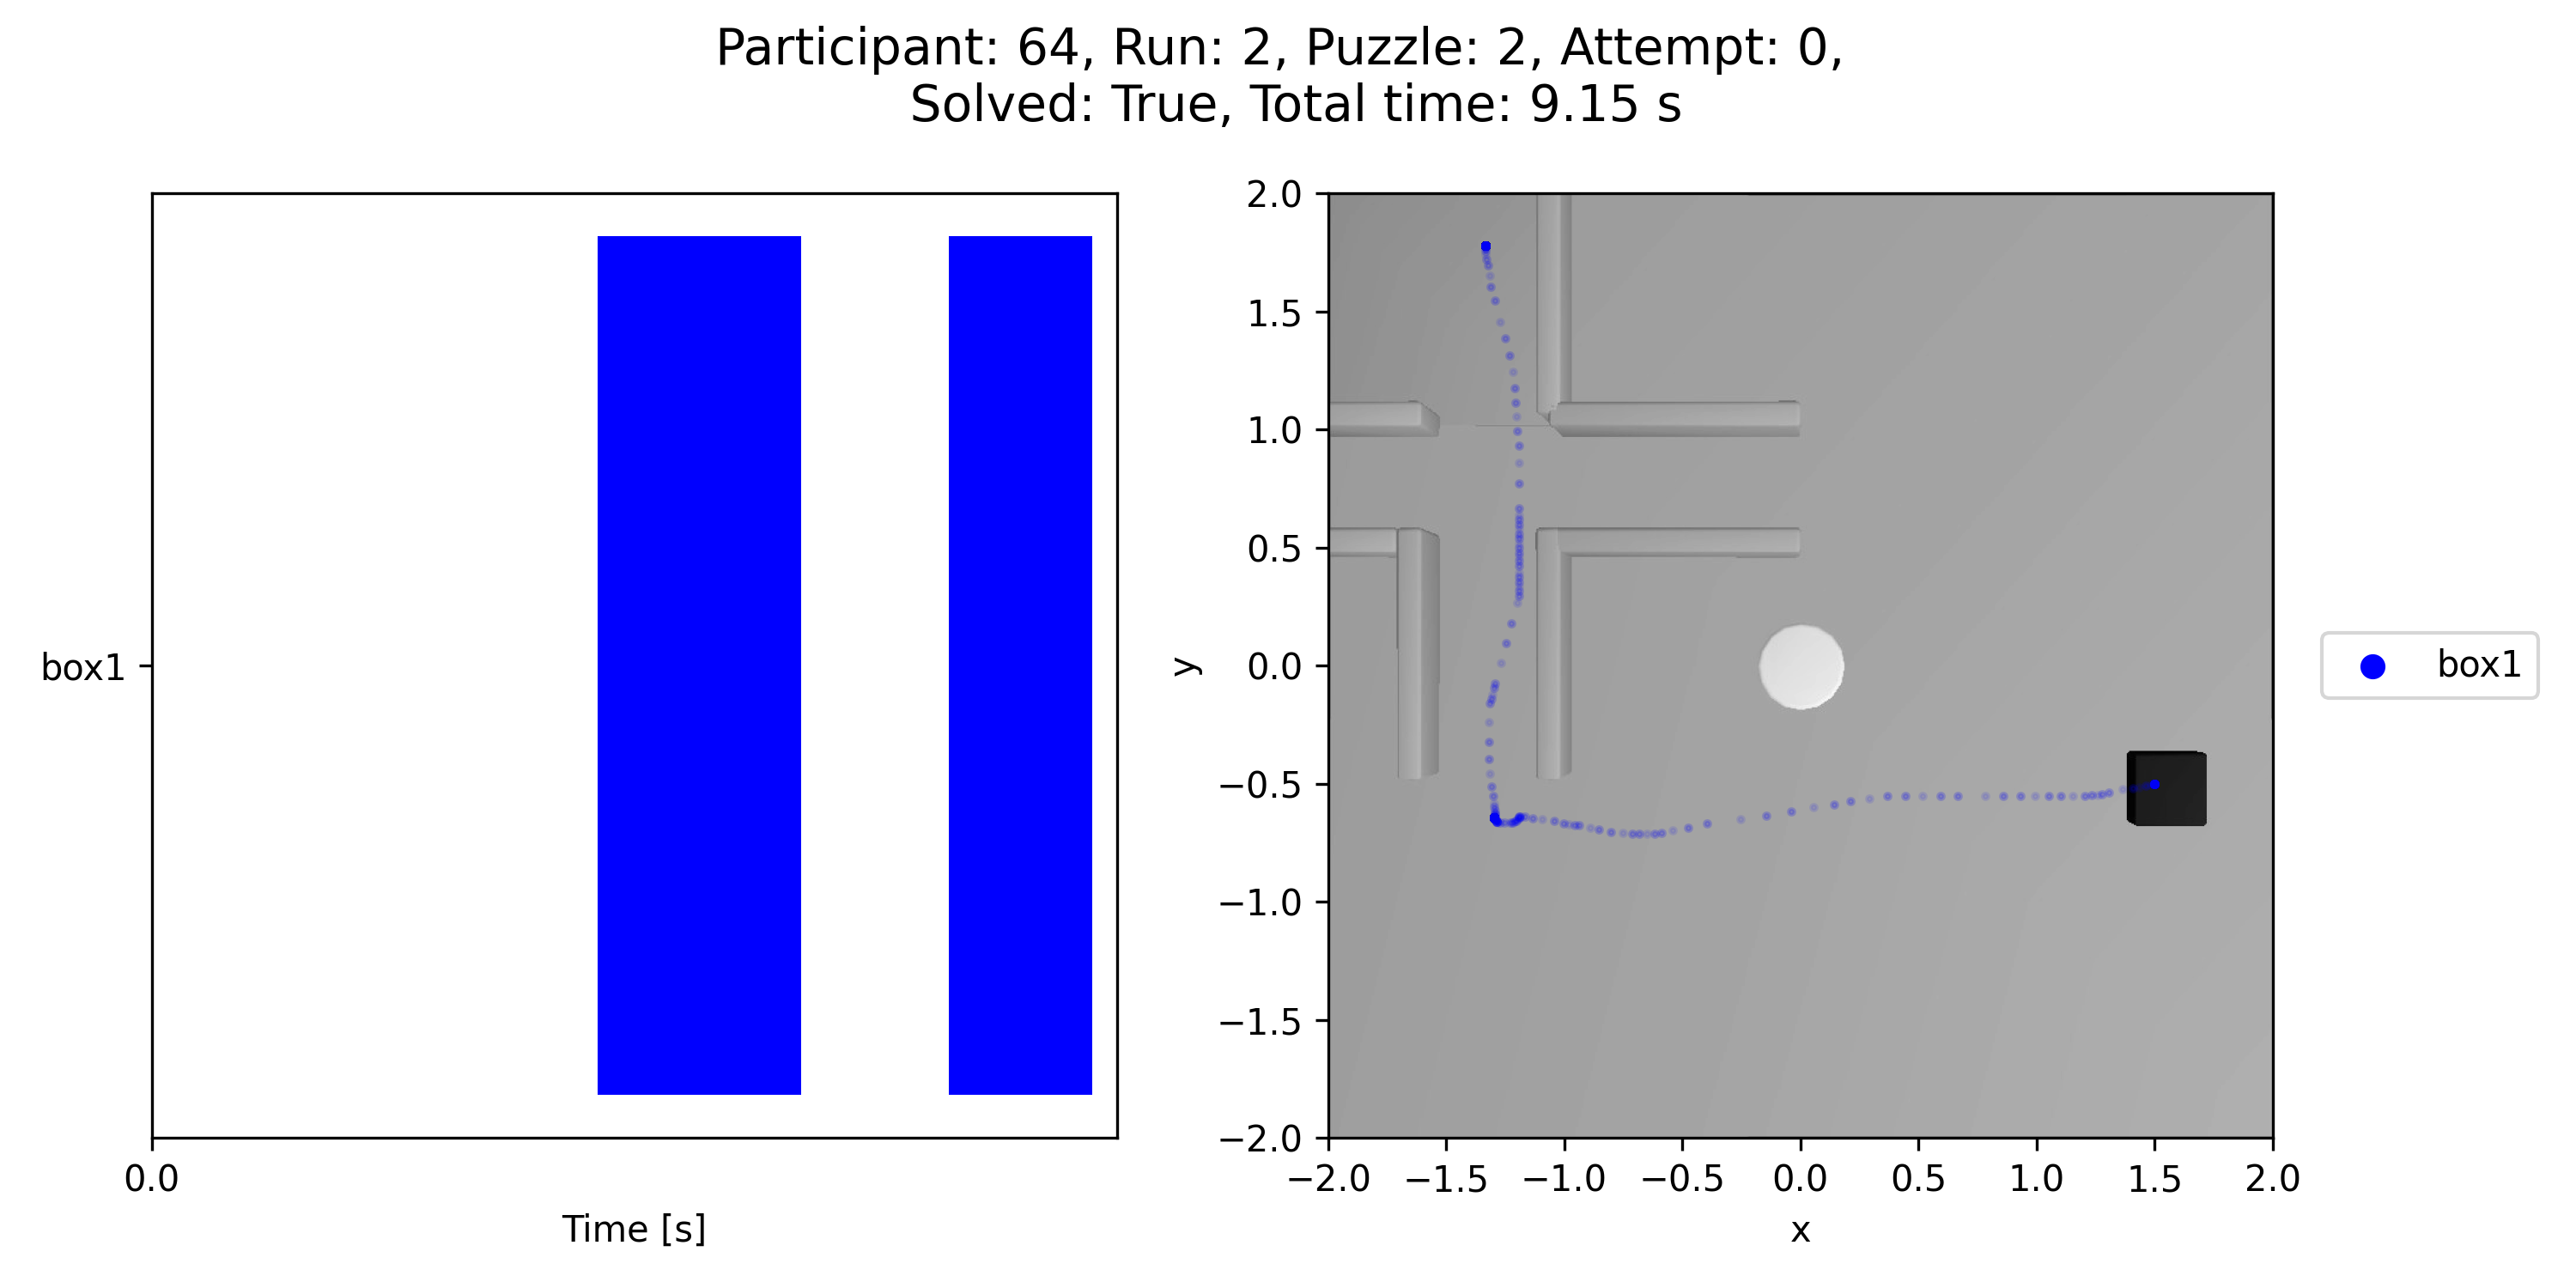 Participant: 64, Run: 2, Puzzle: 2, Attempt: 0,
Solved: True, Total time: 9.15 s
box1
0.0
Time [s]
2.0
1.5
1.0
0.5
0.0
−0.5
−1.0
−1.5
−2.0
y
−2.0 −1.5 −1.0 −0.5 0.0 0.5 1.0 1.5 2.0
x
box1